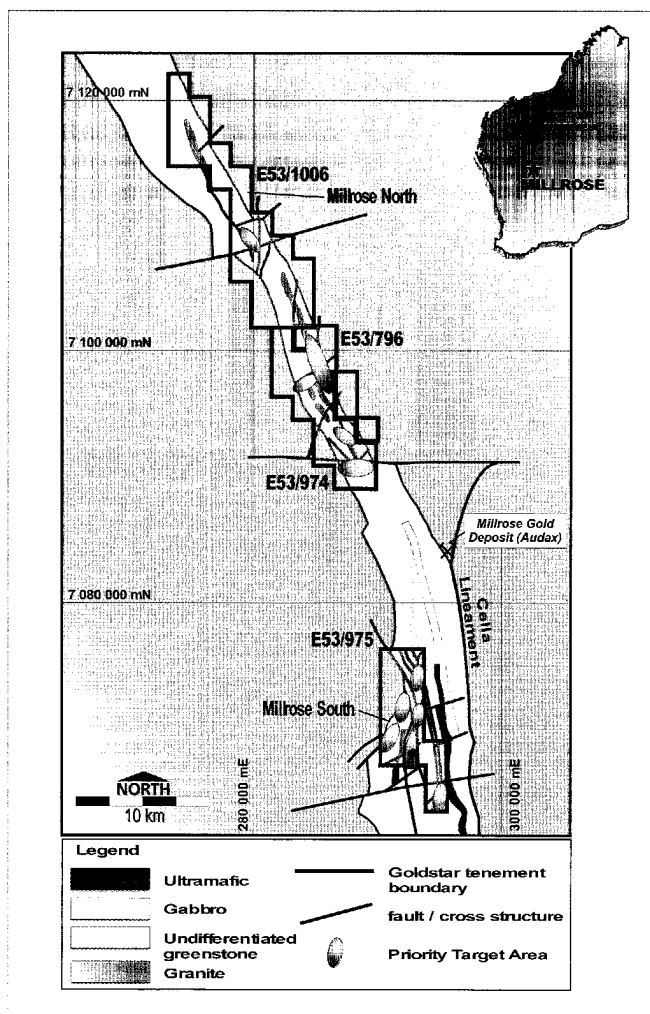 7 120 000 mN
MILLROSE
E53/1006
Millrose North
E53/796
7 100 000 mN
E53/974
Millrose Gold
Deposit (Audax)
7 080 000 mN
Celia
Lineament
E53/975
Millrose South
NORTH
10 km
280 000 mE
300 000 mE
Legend
Ultramafic
Gabbro
Undifferentiated
greenstone
Granite
Goldstar tenement
boundary
fault / cross structure
Priority Target Area